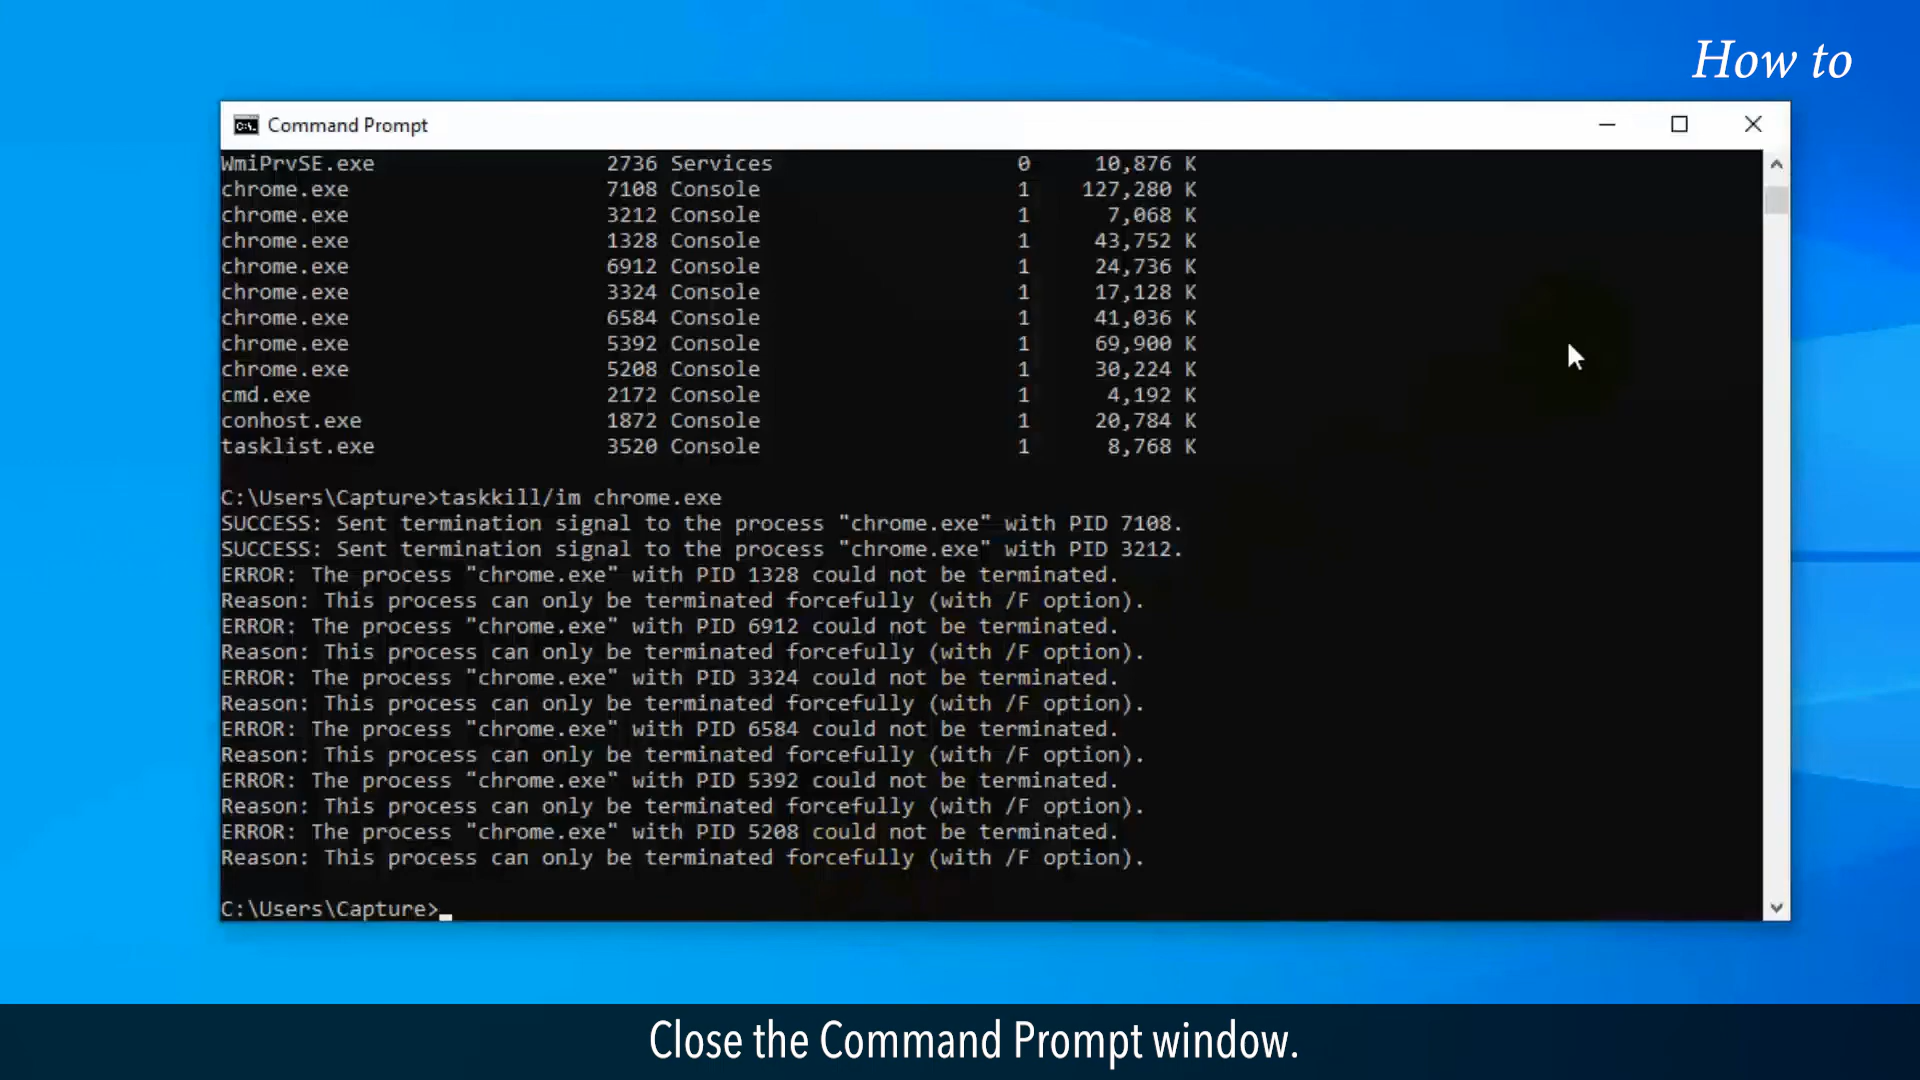 How to
Command Prompt
WmiPrvSE.exe 2736 Services 0 10,876 K
chrome.exe 7108 Console 1 127,280 K
chrome.exe 3212 Console 1 7,068 K
chrome.exe 1328 Console 1 43,752 K
chrome.exe 6912 Console 1 24,736 K
chrome.exe 3324 Console 1 17,128 K
chrome.exe 6584 Console 1 41,036 K
chrome.exe 5392 Console 1 69,900 K
chrome.exe 5208 Console 1 30,224 K
cmd.exe 2172 Console 1 4,192 K
conhost.exe 1872 Console 1 20,784 K
tasklist.exe 3520 Console 1 8,768 K
C:\Users\Capture>taskkill/im chrome.exe
SUCCESS: Sent termination signal to the process "chrome.exe" with PID 7108.
SUCCESS: Sent termination signal to the process "chrome.exe" with PID 3212.
ERROR: The process "chrome.exe" with PID 1328 could not be terminated.
Reason: This process can only be terminated forcefully (with /F option).
ERROR: The process "chrome.exe" with PID 6912 could not be terminated.
Reason: This process can only be terminated forcefully (with /F option).
ERROR: The process "chrome.exe" with PID 3324 could not be terminated.
Reason: This process can only be terminated forcefully (with /F option).
ERROR: The process "chrome.exe" with PID 6584 could not be terminated.
Reason: This process can only be terminated forcefully (with /F option).
ERROR: The process "chrome.exe" with PID 5392 could not be terminated.
Reason: This process can only be terminated forcefully (with /F option).
ERROR: The process "chrome.exe" with PID 5208 could not be terminated.
Reason: This process can only be terminated forcefully (with /F option).
C:\Users\Capture>_
Close the Command Prompt window.